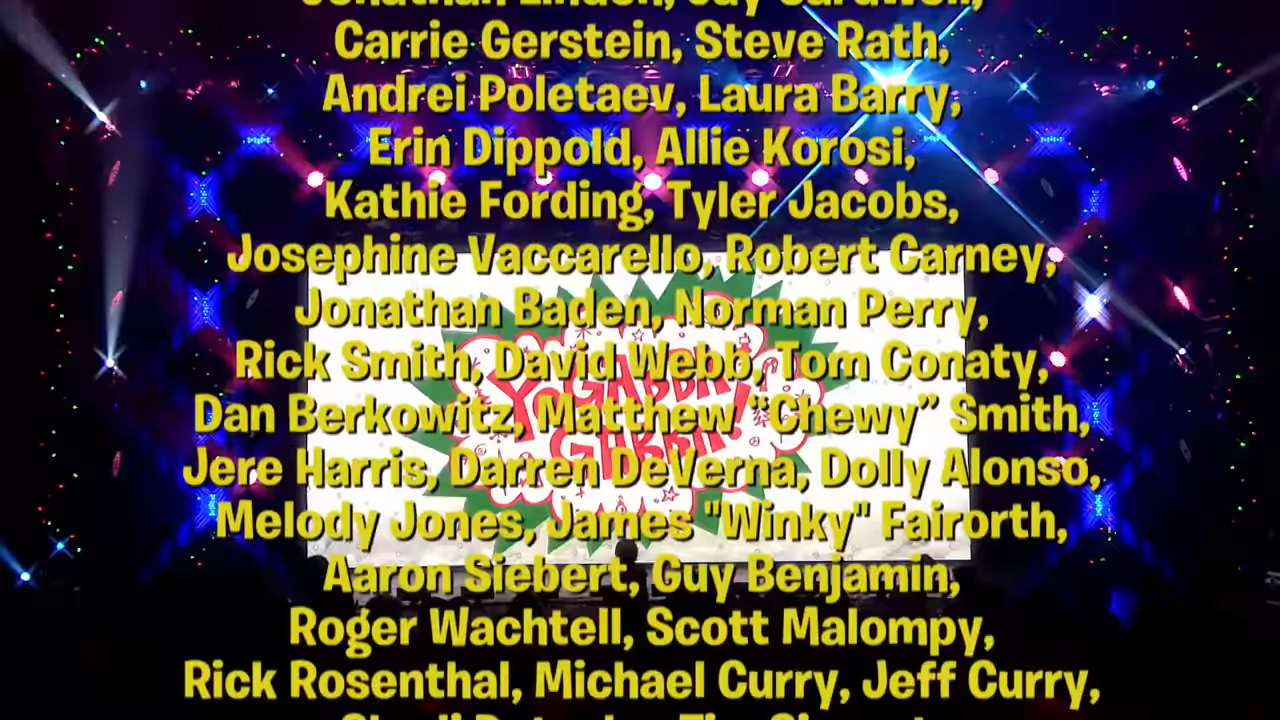 Carrie Gerstein, Steve Rath,
Andrei Poletaev, Laura Barry,
Erin Dippold, Allie Korosi,
Kathie Fording, Tyler Jacobs,
Josephine Vaccarello, Robert Carney,
Jonathan Baden, Norman Perry,
Rick Smith, David Webb, Tom Conaty,
Dan Berkowitz, Matthew “Chewy” Smith,
Jere Harris, Darren DeVerna, Dolly Alonso,
Melody Jones, James "Winky" Fairorth,
Aaron Siebert, Guy Benjamin,
Roger Wachtell, Scott Malompy,
Rick Rosenthal, Michael Curry, Jeff Curry,
Yo GABBA
GABBA!